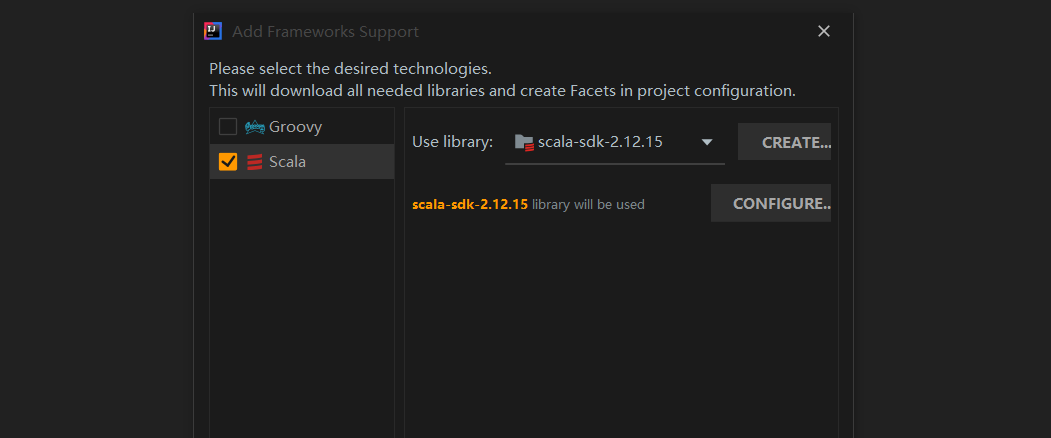 Add Frameworks Support
Please select the desired technologies.
This will download all needed libraries and create Facets in project configuration.
Groovy
Scala
Use library: scala-sdk-2.12.15 CREATE...
scala-sdk-2.12.15 library will be used CONFIGURE..